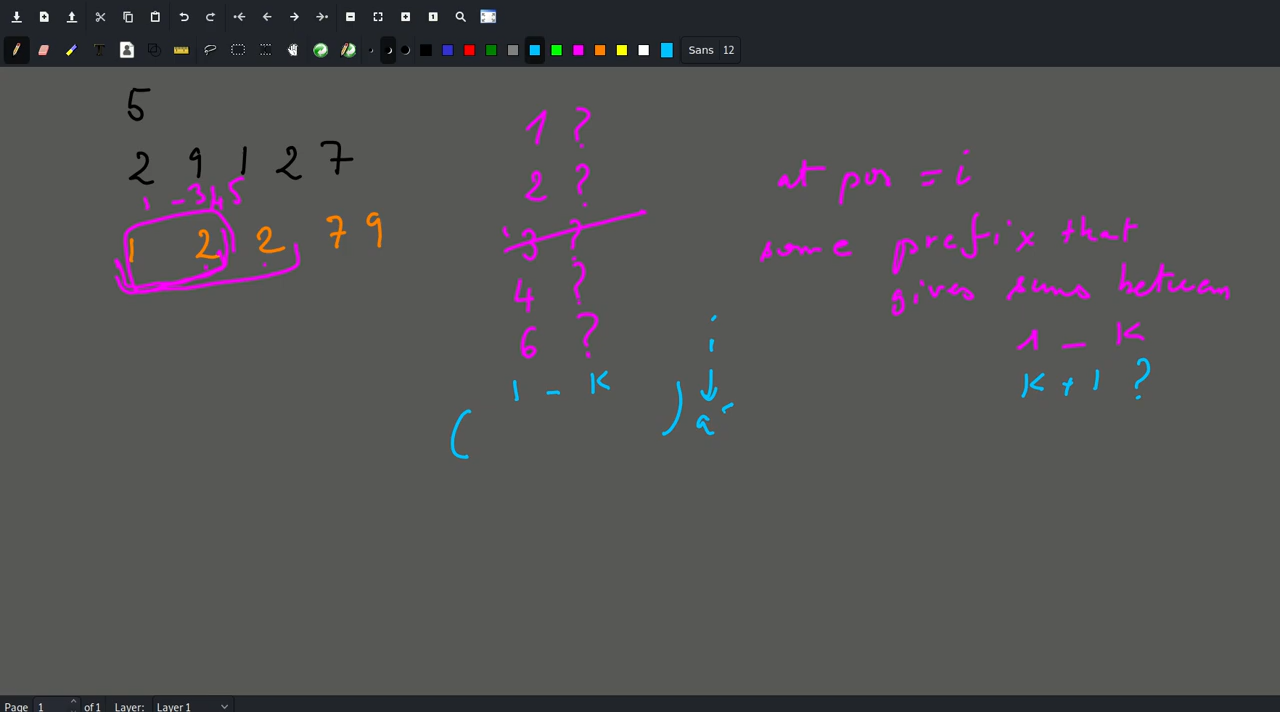 Sans 12
5
2 9 1 2 7
1 - 3 4 5
1 2 2 7 9
1 ?
2 ?
3 ?
4 ?
6 ?
1 - K
( ) i
at pos = i
some prefix that
gives sums between
1 - K
K + 1 ?
Page 1 of 1 Layer: Layer 1